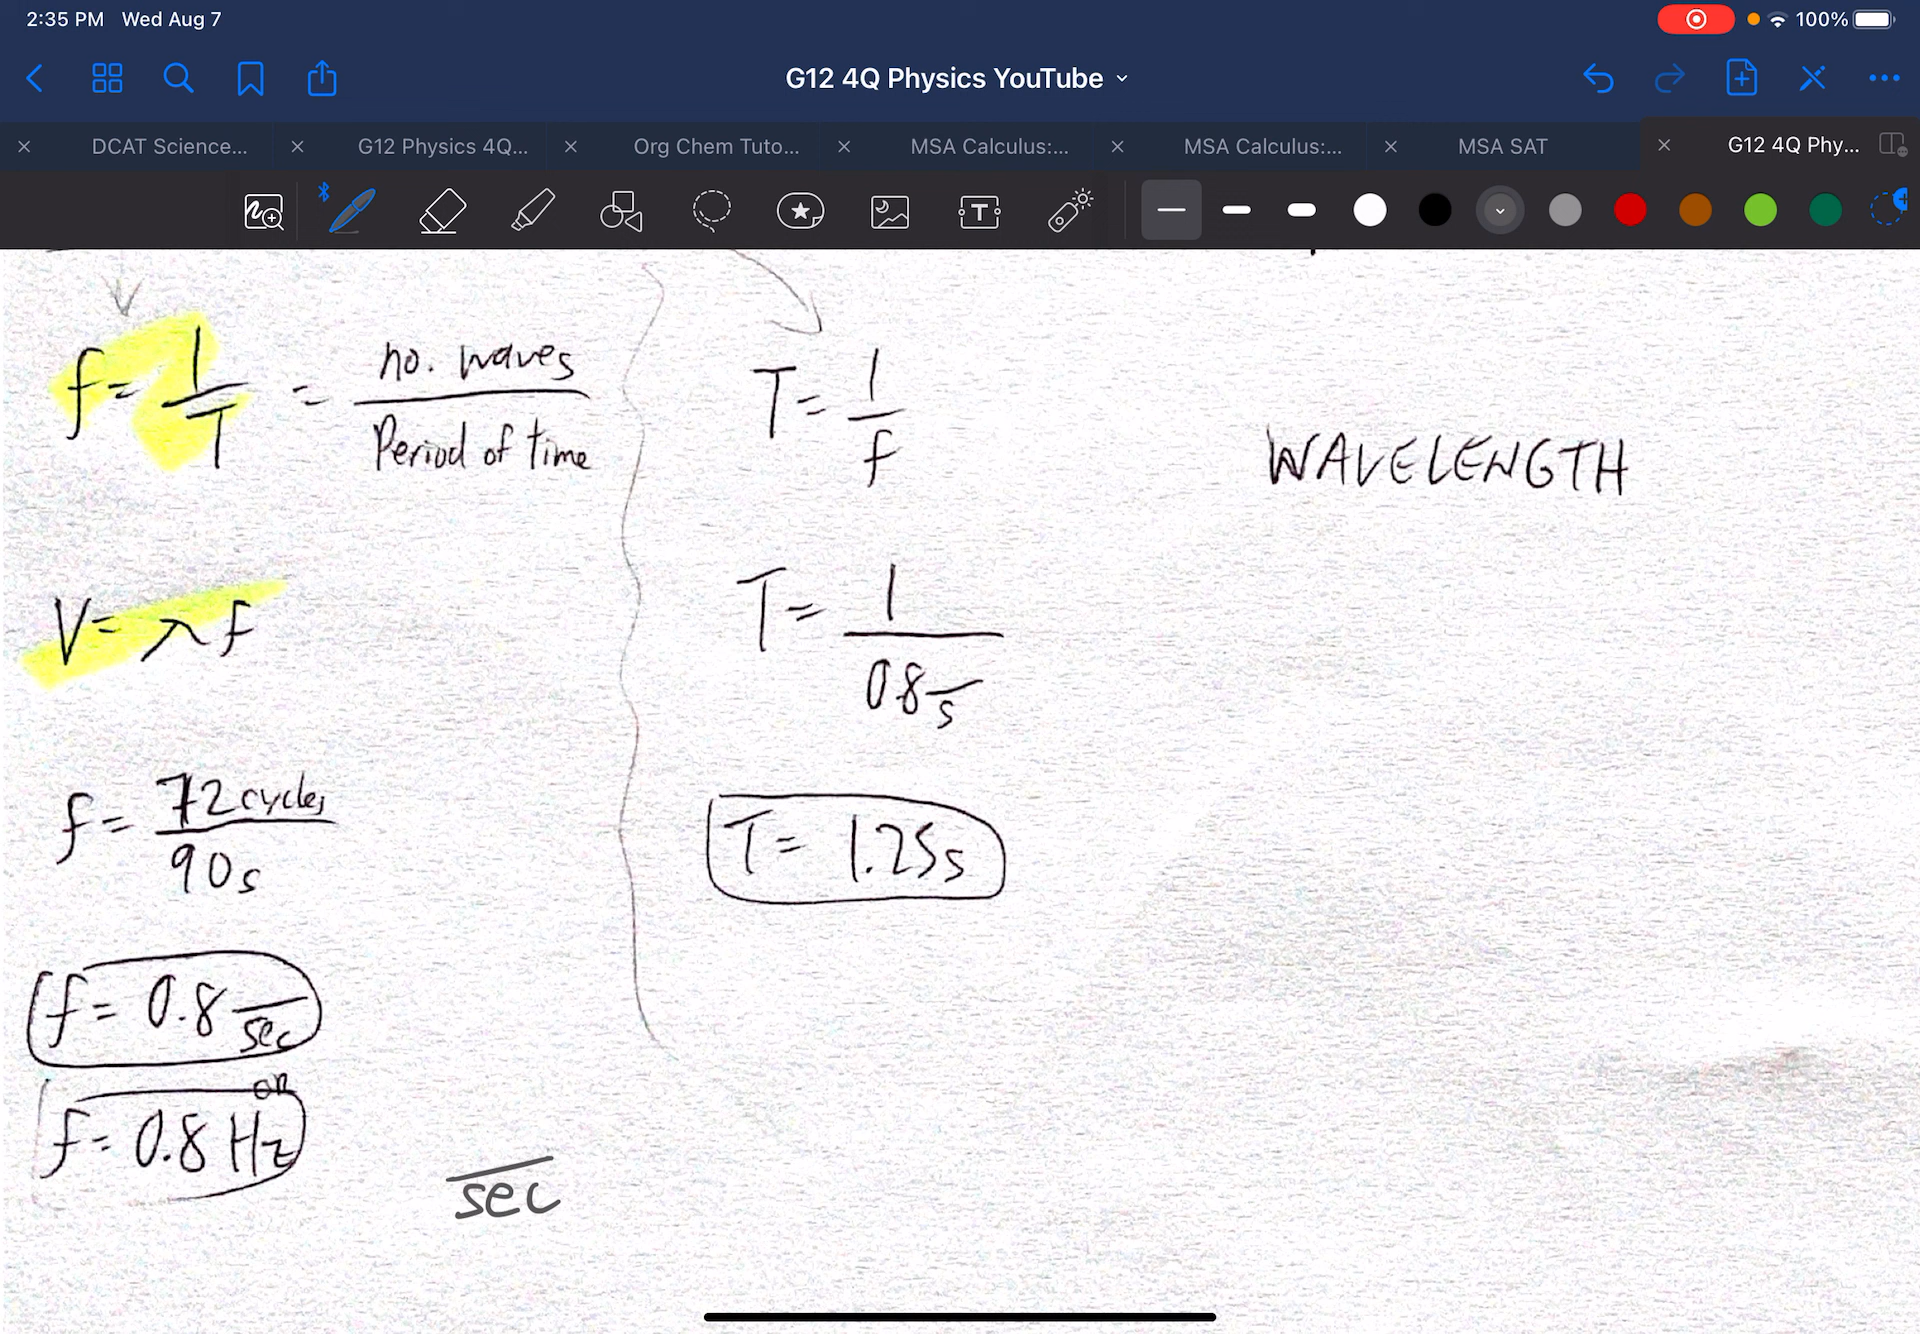 2:35 PM Wed Aug 7
100%
G12 4Q Physics YouTube
DCAT Science...
G12 Physics 4Q...
Org Chem Tuto...
MSA Calculus:...
MSA Calculus:...
MSA SAT
G12 4Q Phy...
T
f = 1/T = no. waves / Period of time
V = λ f
f = 72 cycles / 90s
f = 0.8 /sec
or
f = 0.8 Hz
sec
T = 1/f
T = 1 / 0.8 /s
T = 1.25s
WAVELENGTH